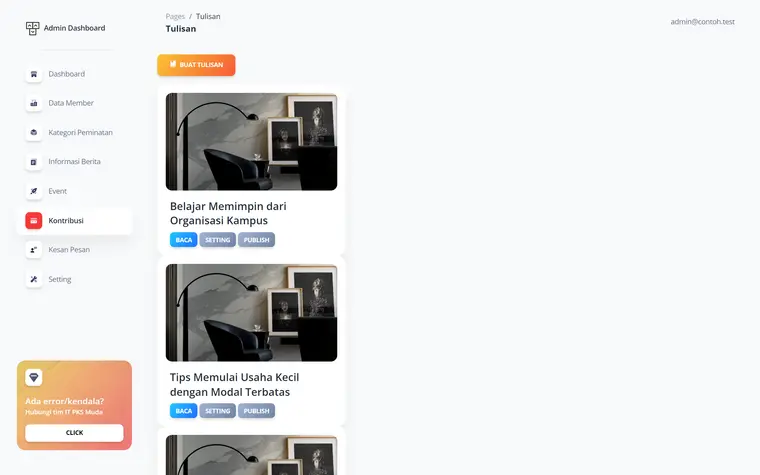 Admin Dashboard
Dashboard
Data Member
Kategori Peminatan
Informasi Berita
Event
Kontribusi
Kesan Pesan
Setting
Ada error/kendala?
Hubungi tim IT PKS Muda
CLICK
Pages / Tulisan
Tulisan
admin@contoh.test
BUAT TULISAN
Belajar Memimpin dari
Organisasi Kampus
BACA SETTING PUBLISH
Tips Memulai Usaha Kecil
dengan Modal Terbatas
BACA SETTING PUBLISH